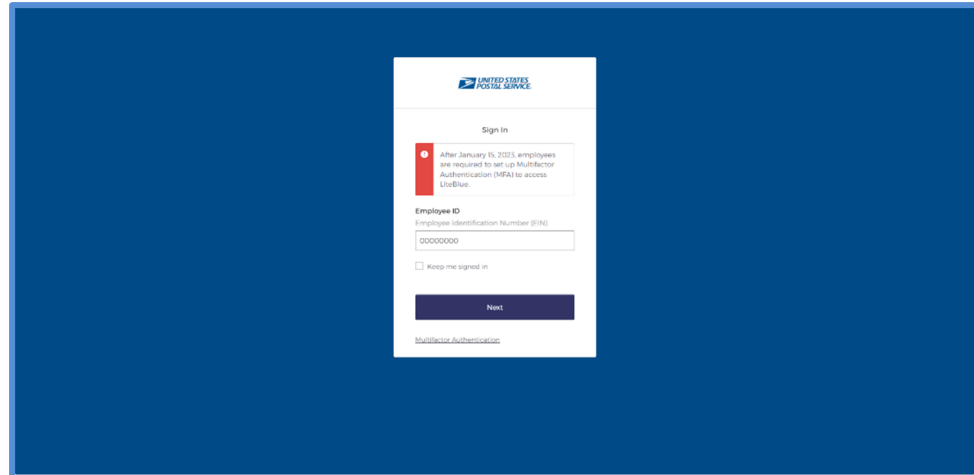 UNITED STATES
POSTAL SERVICE
Sign In
After January 15, 2023, employees
are required to set up Multifactor
Authentication (MFA) to access
LiteBlue.
Employee ID
Employee Identification Number (EIN)
00000000
Keep me signed in
Next
Multifactor Authentication